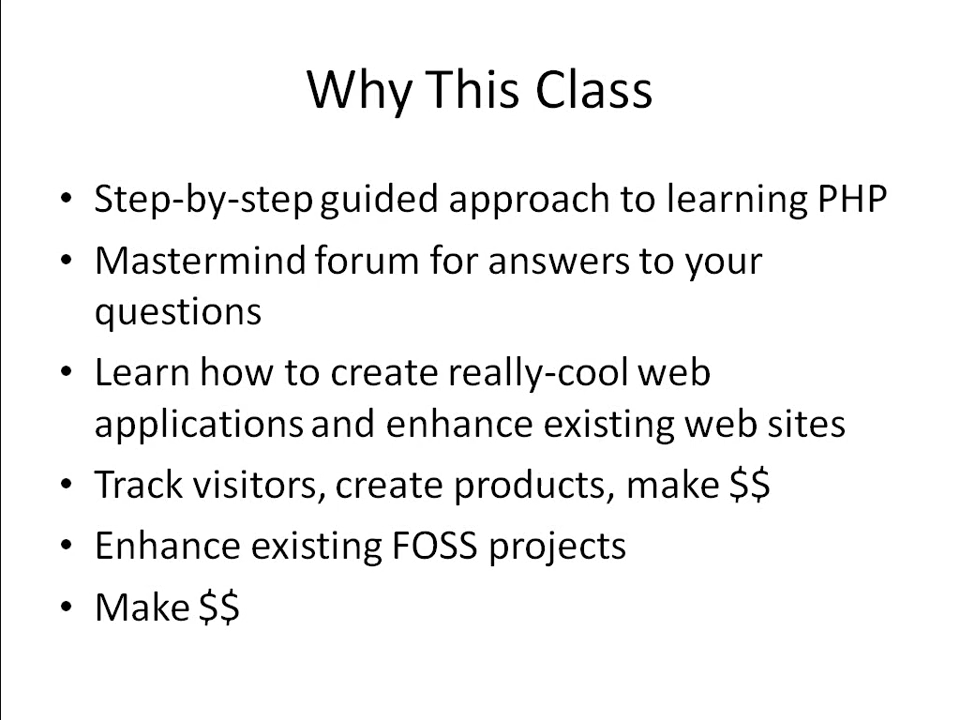 Why This Class
• Step-by-step guided approach to learning PHP
• Mastermind forum for answers to your
questions
• Learn how to create really-cool web
applications and enhance existing web sites
• Track visitors, create products, make $$
• Enhance existing FOSS projects
• Make $$